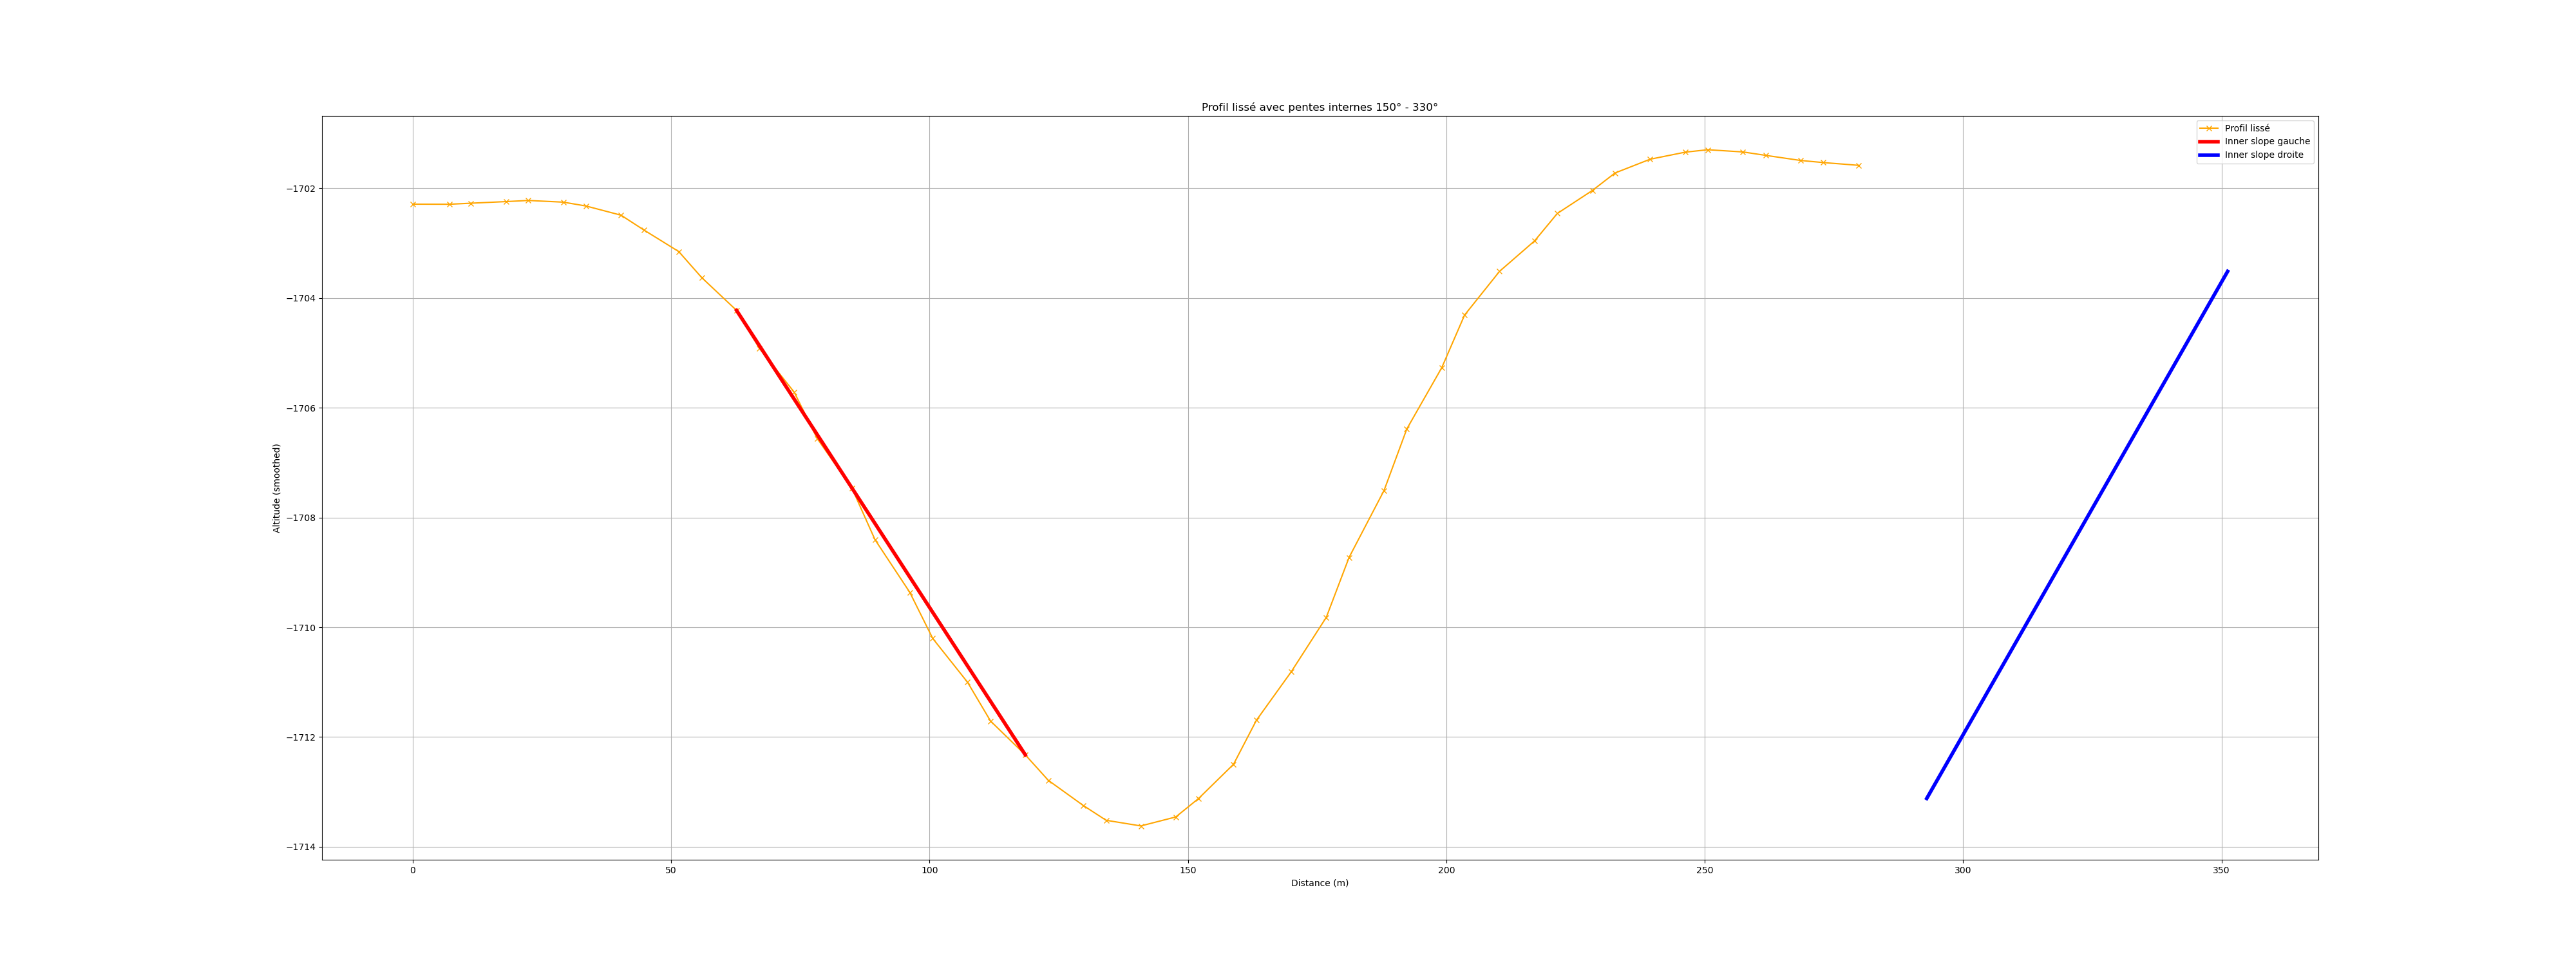 Profil lissé avec pentes internes 150° - 330°
Profil lissé
Inner slope gauche
Inner slope droite
−1702
−1704
−1706
−1708
−1710
−1712
−1714
Altitude (smoothed)
0 50 100 150 200 250 300 350
Distance (m)